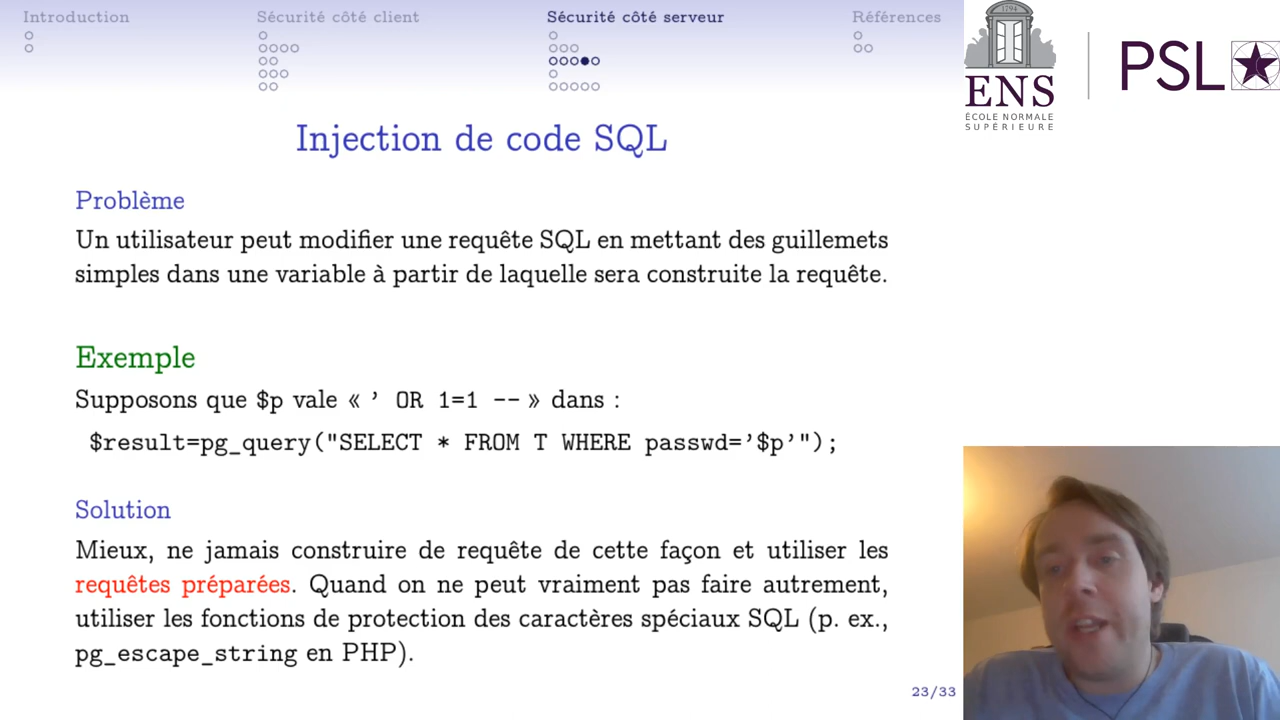 Introduction
Sécurité côté client
Sécurité côté serveur
Références
1794
ENS
ÉCOLE NORMALE
SUPÉRIEURE
PSL
Injection de code SQL
Problème
Un utilisateur peut modifier une requête SQL en mettant des guillemets
simples dans une variable à partir de laquelle sera construite la requête.
Exemple
Supposons que $p vale « ’ OR 1=1 -- » dans :
$result=pg_query("SELECT * FROM T WHERE passwd=’$p’");
Solution
Mieux, ne jamais construire de requête de cette façon et utiliser les
requêtes préparées. Quand on ne peut vraiment pas faire autrement,
utiliser les fonctions de protection des caractères spéciaux SQL (p. ex.,
pg_escape_string en PHP).
23/33